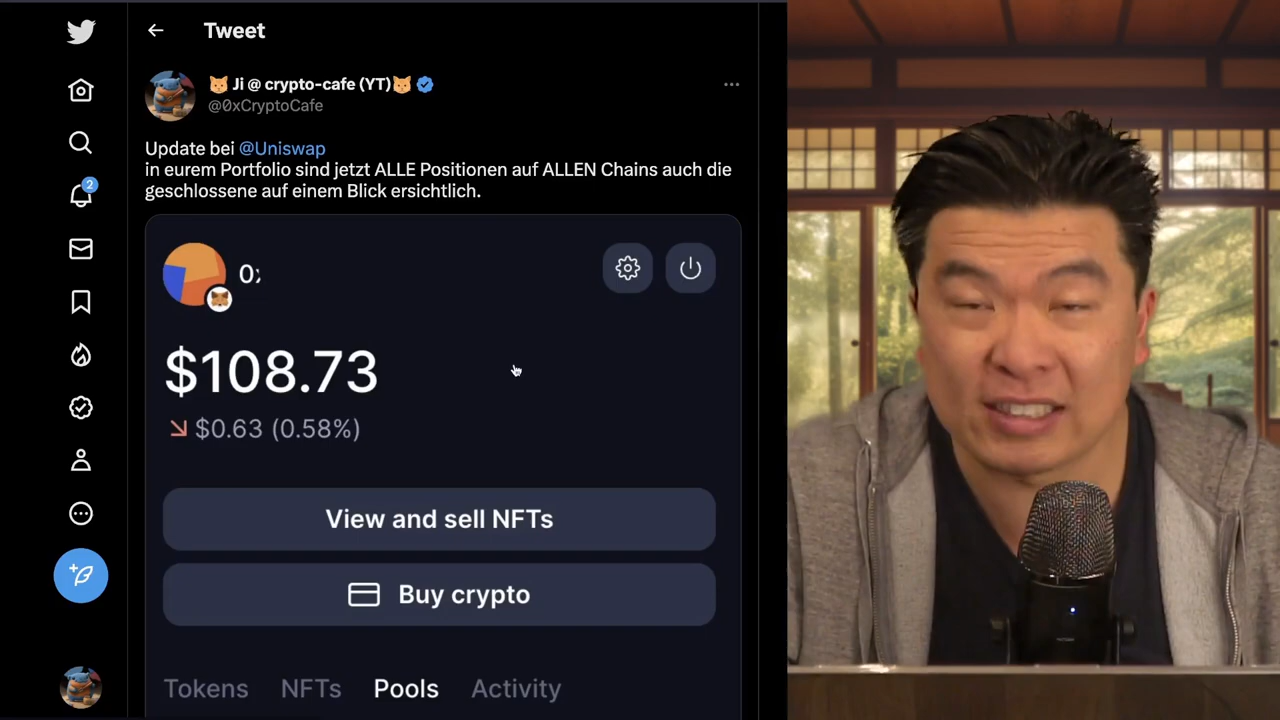 Tweet
Ji @ crypto-cafe (YT)
@0xCryptoCafe
Update bei @Uniswap
in eurem Portfolio sind jetzt ALLE Positionen auf ALLEN Chains auch die
geschlossene auf einem Blick ersichtlich.
2
0:
$108.73
$0.63 (0.58%)
View and sell NFTs
Buy crypto
Tokens NFTs Pools Activity